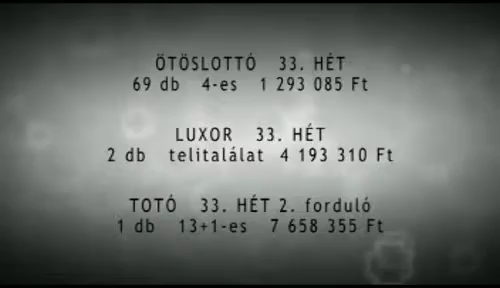 ÖTÖSLOTTÓ 33. HÉT
69 db 4-es 1 293 085 Ft
LUXOR 33. HÉT
2 db telitalálat 4 193 310 Ft
TOTÓ 33. HÉT 2. forduló
1 db 13+1-es 7 658 355 Ft